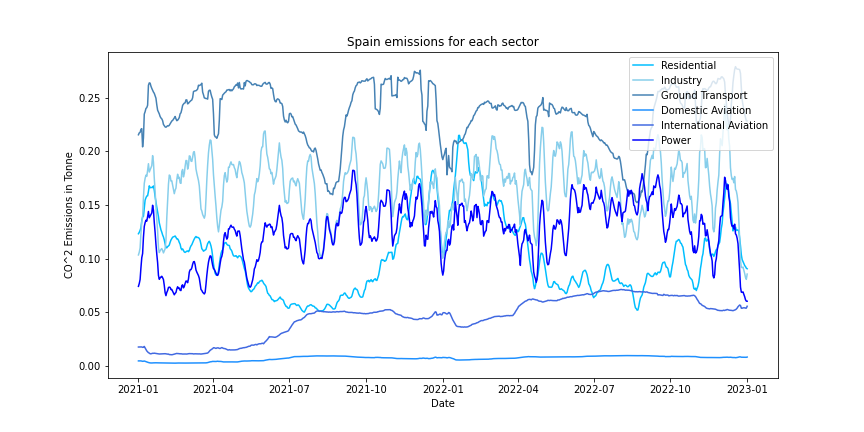 Spain emissions for each sector
Residential
Industry
Ground Transport
Domestic Aviation
International Aviation
Power
CO^2 Emissions in Tonne
0.25
0.20
0.15
0.10
0.05
0.00
2021-01 2021-04 2021-07 2021-10 2022-01 2022-04 2022-07 2022-10 2023-01
Date